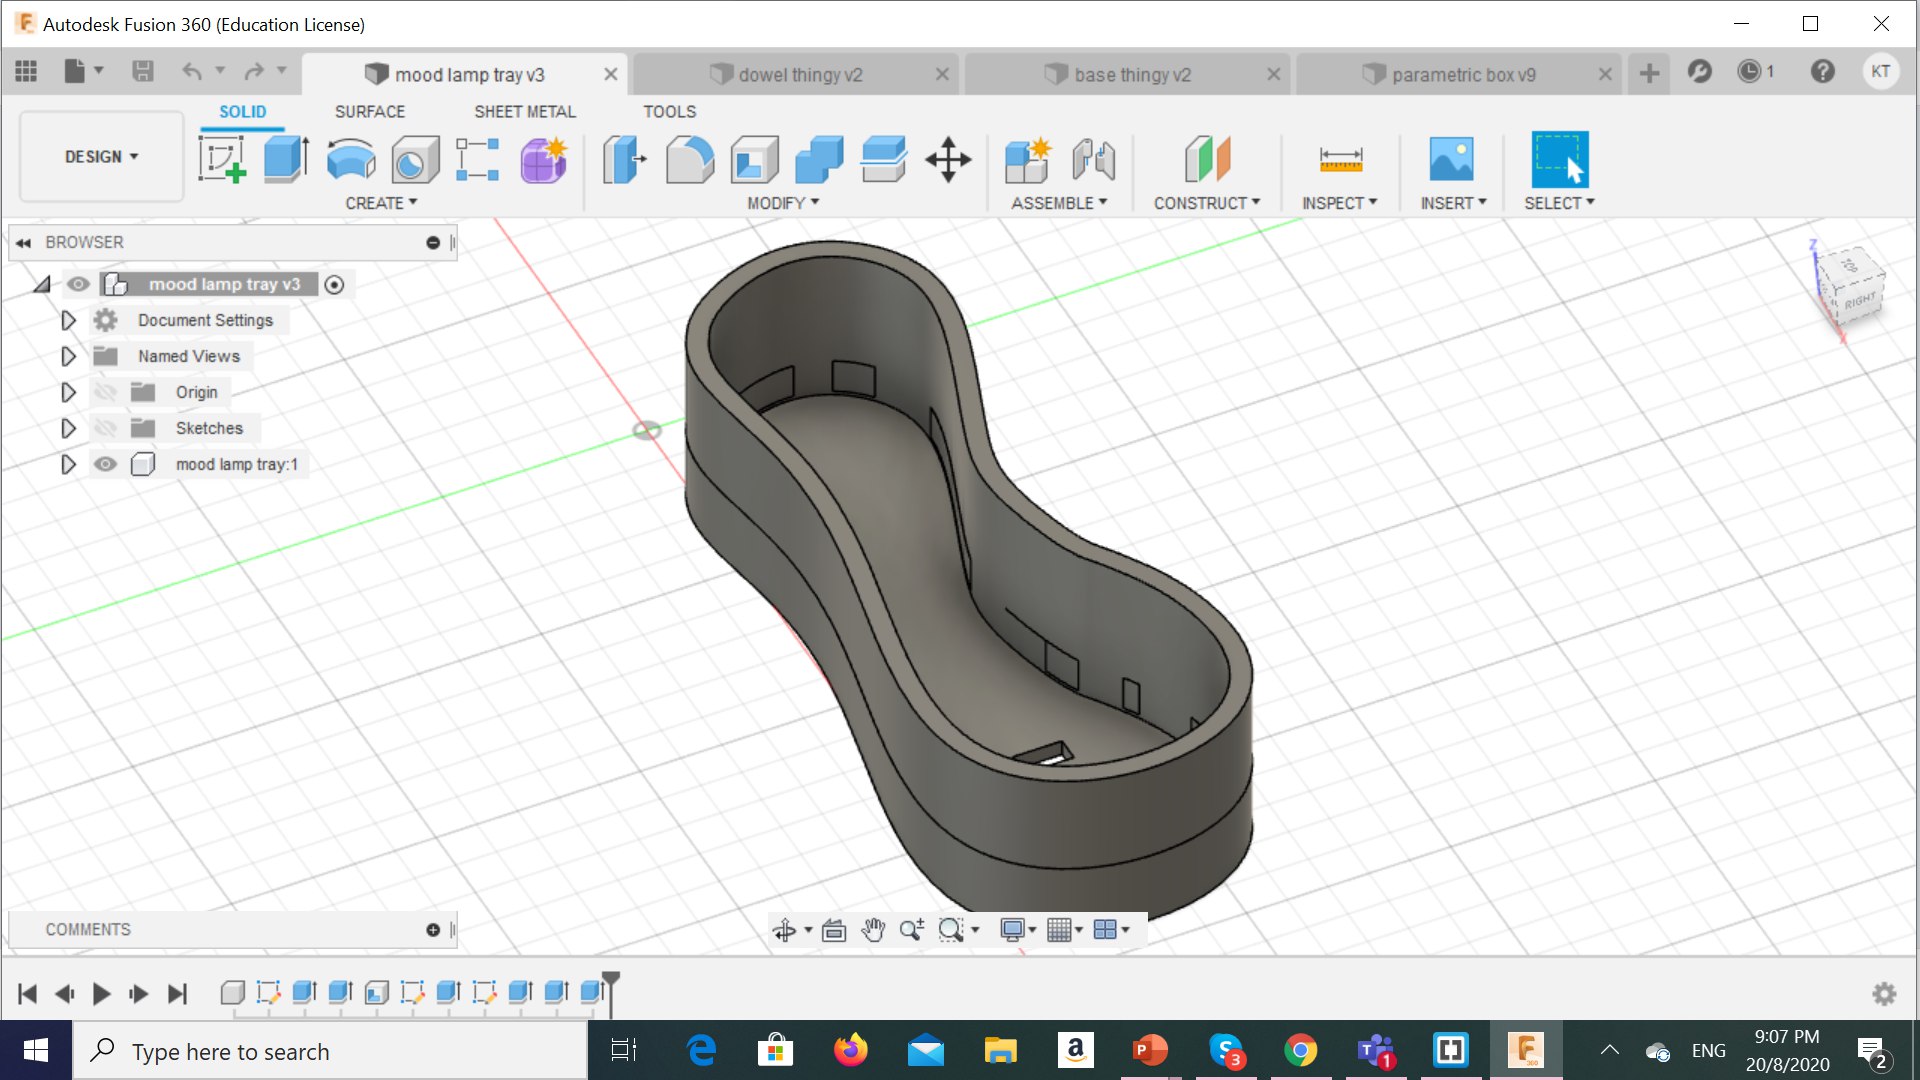 Autodesk Fusion 360 (Education License)
mood lamp tray v3
dowel thingy v2
base thingy v2
parametric box v9
1
KT
SOLID
SURFACE
SHEET METAL
TOOLS
DESIGN
CREATE
MODIFY
ASSEMBLE
CONSTRUCT
INSPECT
INSERT
SELECT
BROWSER
mood lamp tray v3
Document Settings
Named Views
Origin
Sketches
mood lamp tray:1
Z
TOP
RIGHT
X
COMMENTS
Type here to search
3
1
ENG
9:07 PM
20/8/2020
2